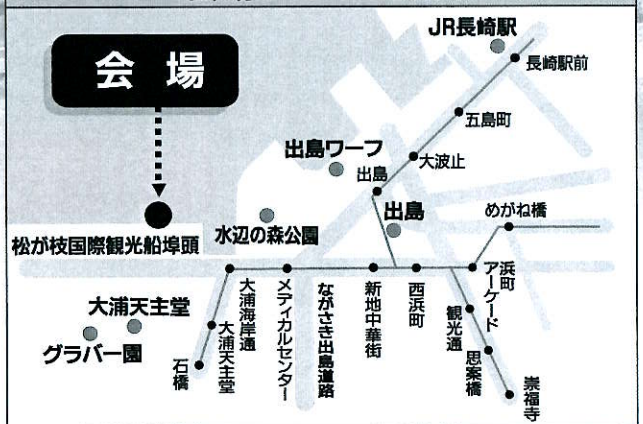 JR長崎駅
会場
長崎駅前
五島町
出島ワーフ
大波止
出島
出島
めがね橋
水辺の森公園
松が枝国際観光船埠頭
浜町アーケード
大浦天主堂
グラバー園
大浦海岸通
メディカルセンター
ながさき出島道路
新地中華街
西浜町
観光通
思案橋
崇福寺
大浦天主堂
石橋